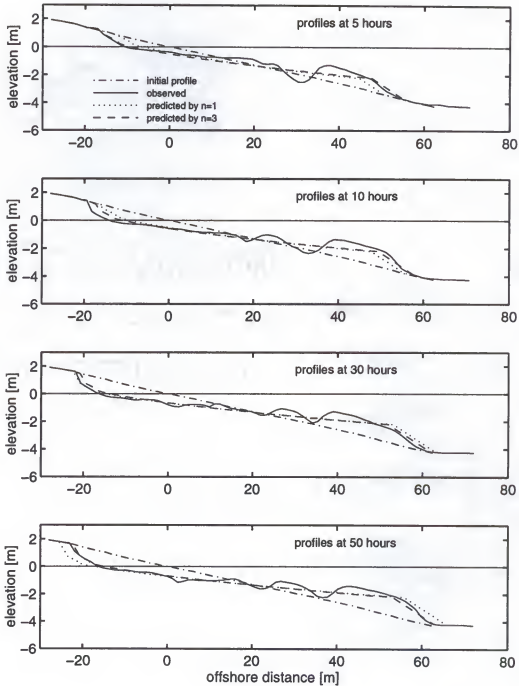 profiles at 5 hours
elevation [m]
2
0
−2
−4
−6
initial profile
observed
predicted by n=1
predicted by n=3
−20 0 20 40 60 80
profiles at 10 hours
elevation [m]
2
0
−2
−4
−6
−20 0 20 40 60 80
profiles at 30 hours
elevation [m]
2
0
−2
−4
−6
−20 0 20 40 60 80
profiles at 50 hours
elevation [m]
2
0
−2
−4
−6
−20 0 20 40 60 80
offshore distance [m]